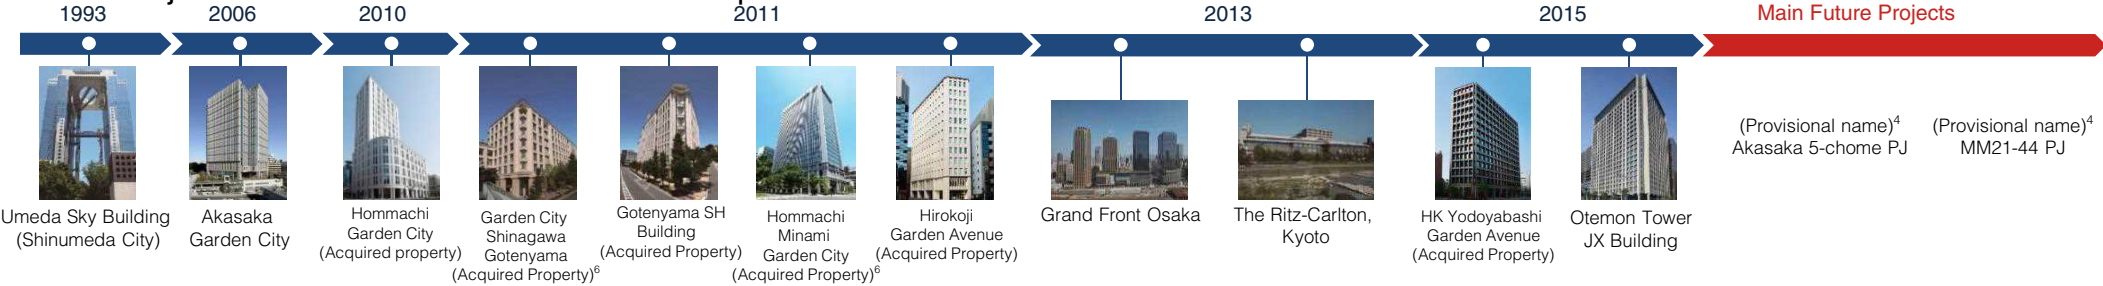 1993
2006
2010
2011
2013
2015
Main Future Projects
Umeda Sky Building
(Shinumeda City)
Akasaka
Garden City
Hommachi
Garden City
(Acquired property)
Garden City
Shinagawa
Gotenyama
(Acquired Property)6
Gotenyama SH
Building
(Acquired Property)
Hommachi
Minami
Garden City
(Acquired Property)6
Hirokoji
Garden Avenue
(Acquired Property)
Grand Front Osaka
The Ritz-Carlton,
Kyoto
HK Yodoyabashi
Garden Avenue
(Acquired Property)
Otemon Tower
JX Building
(Provisional name)4
Akasaka 5-chome PJ
(Provisional name)4
MM21-44 PJ